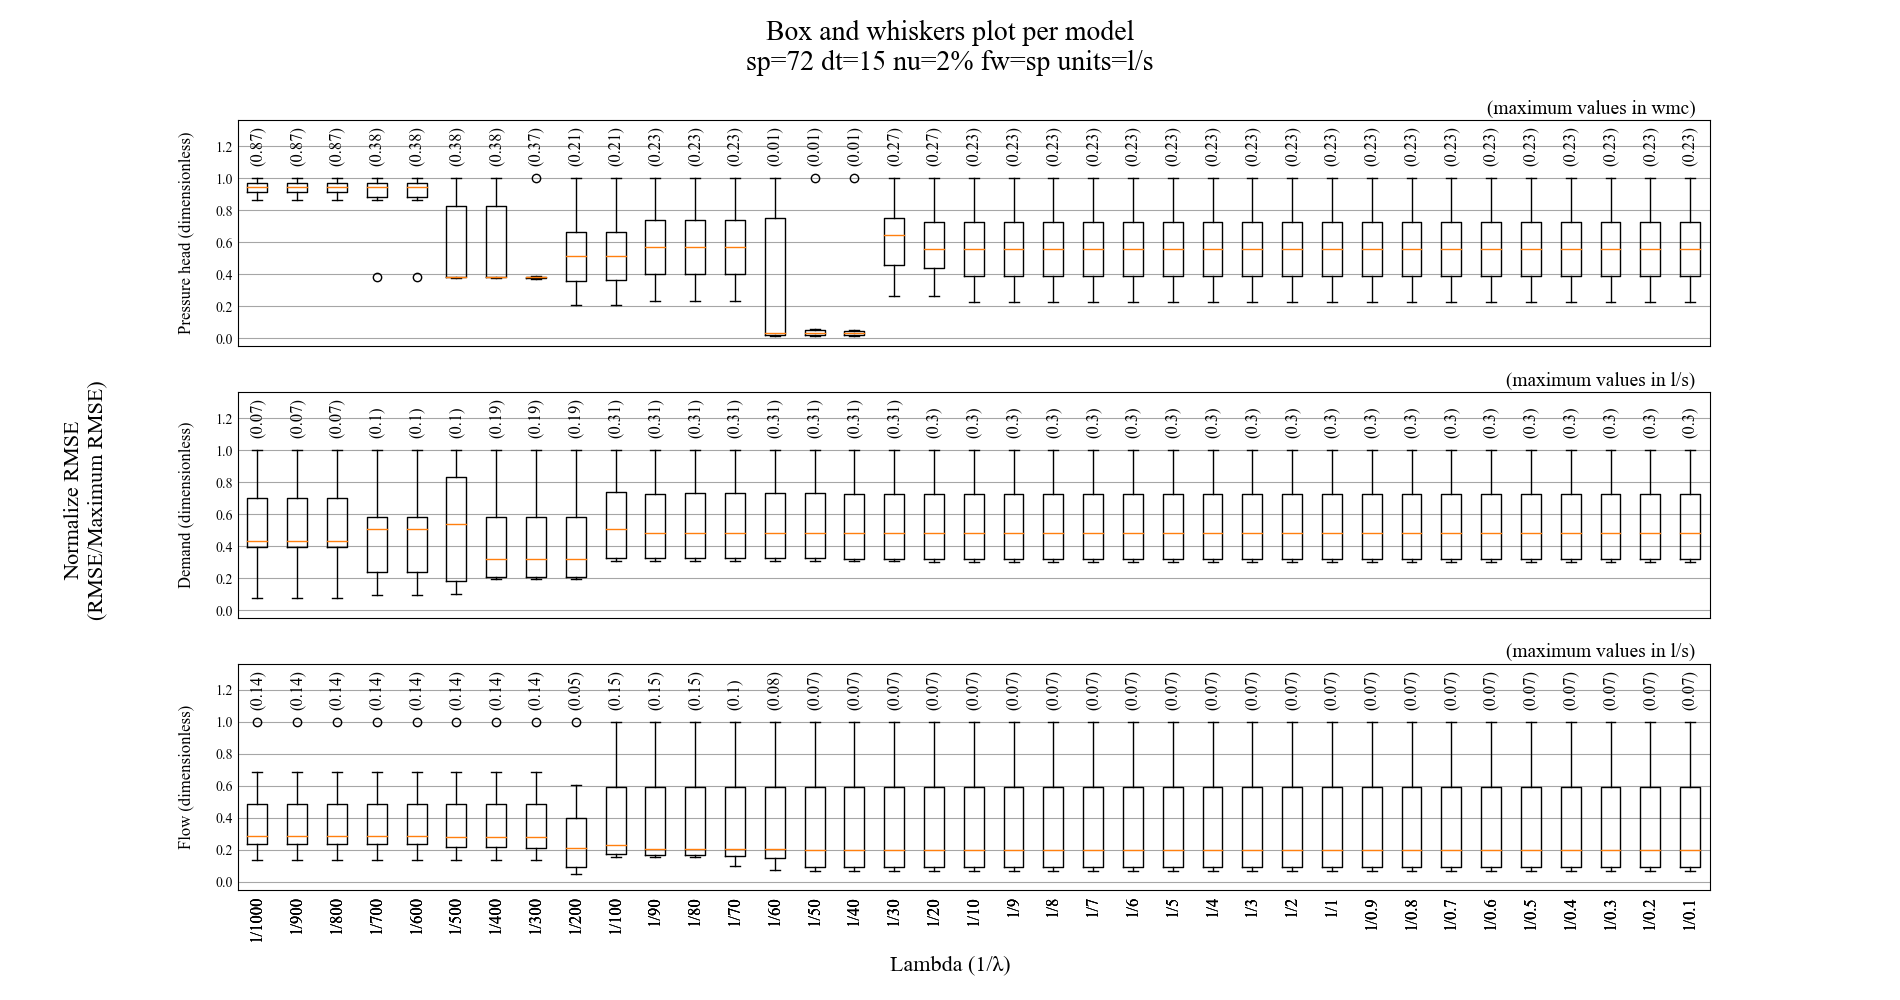 Box and whiskers plot per model
sp=72 dt=15 nu=2% fw=sp units=l/s
(maximum values in wmc)
(0.87) (0.87) (0.87) (0.38) (0.38) (0.38) (0.38) (0.37) (0.21) (0.21) (0.23) (0.23) (0.23) (0.01) (0.01) (0.01) (0.27) (0.27) (0.23) (0.23) (0.23) (0.23) (0.23) (0.23) (0.23) (0.23) (0.23) (0.23) (0.23) (0.23) (0.23) (0.23) (0.23) (0.23) (0.23) (0.23) (0.23)
1.2
1.0
0.8
0.6
0.4
0.2
0.0
Pressure head (dimensionless)
(maximum values in l/s)
(0.07) (0.07) (0.07) (0.1) (0.1) (0.1) (0.19) (0.19) (0.19) (0.31) (0.31) (0.31) (0.31) (0.31) (0.31) (0.31) (0.31) (0.3) (0.3) (0.3) (0.3) (0.3) (0.3) (0.3) (0.3) (0.3) (0.3) (0.3) (0.3) (0.3) (0.3) (0.3) (0.3) (0.3) (0.3) (0.3) (0.3)
1.2
1.0
0.8
0.6
0.4
0.2
0.0
Demand (dimensionless)
Normalize RMSE
(RMSE/Maximum RMSE)
(maximum values in l/s)
(0.14) (0.14) (0.14) (0.14) (0.14) (0.14) (0.14) (0.14) (0.05) (0.15) (0.15) (0.15) (0.1) (0.08) (0.07) (0.07) (0.07) (0.07) (0.07) (0.07) (0.07) (0.07) (0.07) (0.07) (0.07) (0.07) (0.07) (0.07) (0.07) (0.07) (0.07) (0.07) (0.07) (0.07) (0.07) (0.07) (0.07)
1.2
1.0
0.8
0.6
0.4
0.2
0.0
Flow (dimensionless)
1/1000 1/900 1/800 1/700 1/600 1/500 1/400 1/300 1/200 1/100 1/90 1/80 1/70 1/60 1/50 1/40 1/30 1/20 1/10 1/9 1/8 1/7 1/6 1/5 1/4 1/3 1/2 1/1 1/0.9 1/0.8 1/0.7 1/0.6 1/0.5 1/0.4 1/0.3 1/0.2 1/0.1
Lambda (1/λ)